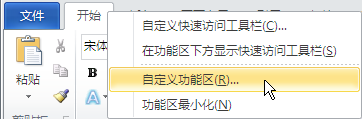 文件
开始
自定义快速访问工具栏(C)...
在功能区下方显示快速访问工具栏(S)
宋体
B
自定义功能区(R)...
粘贴
A
功能区最小化(N)